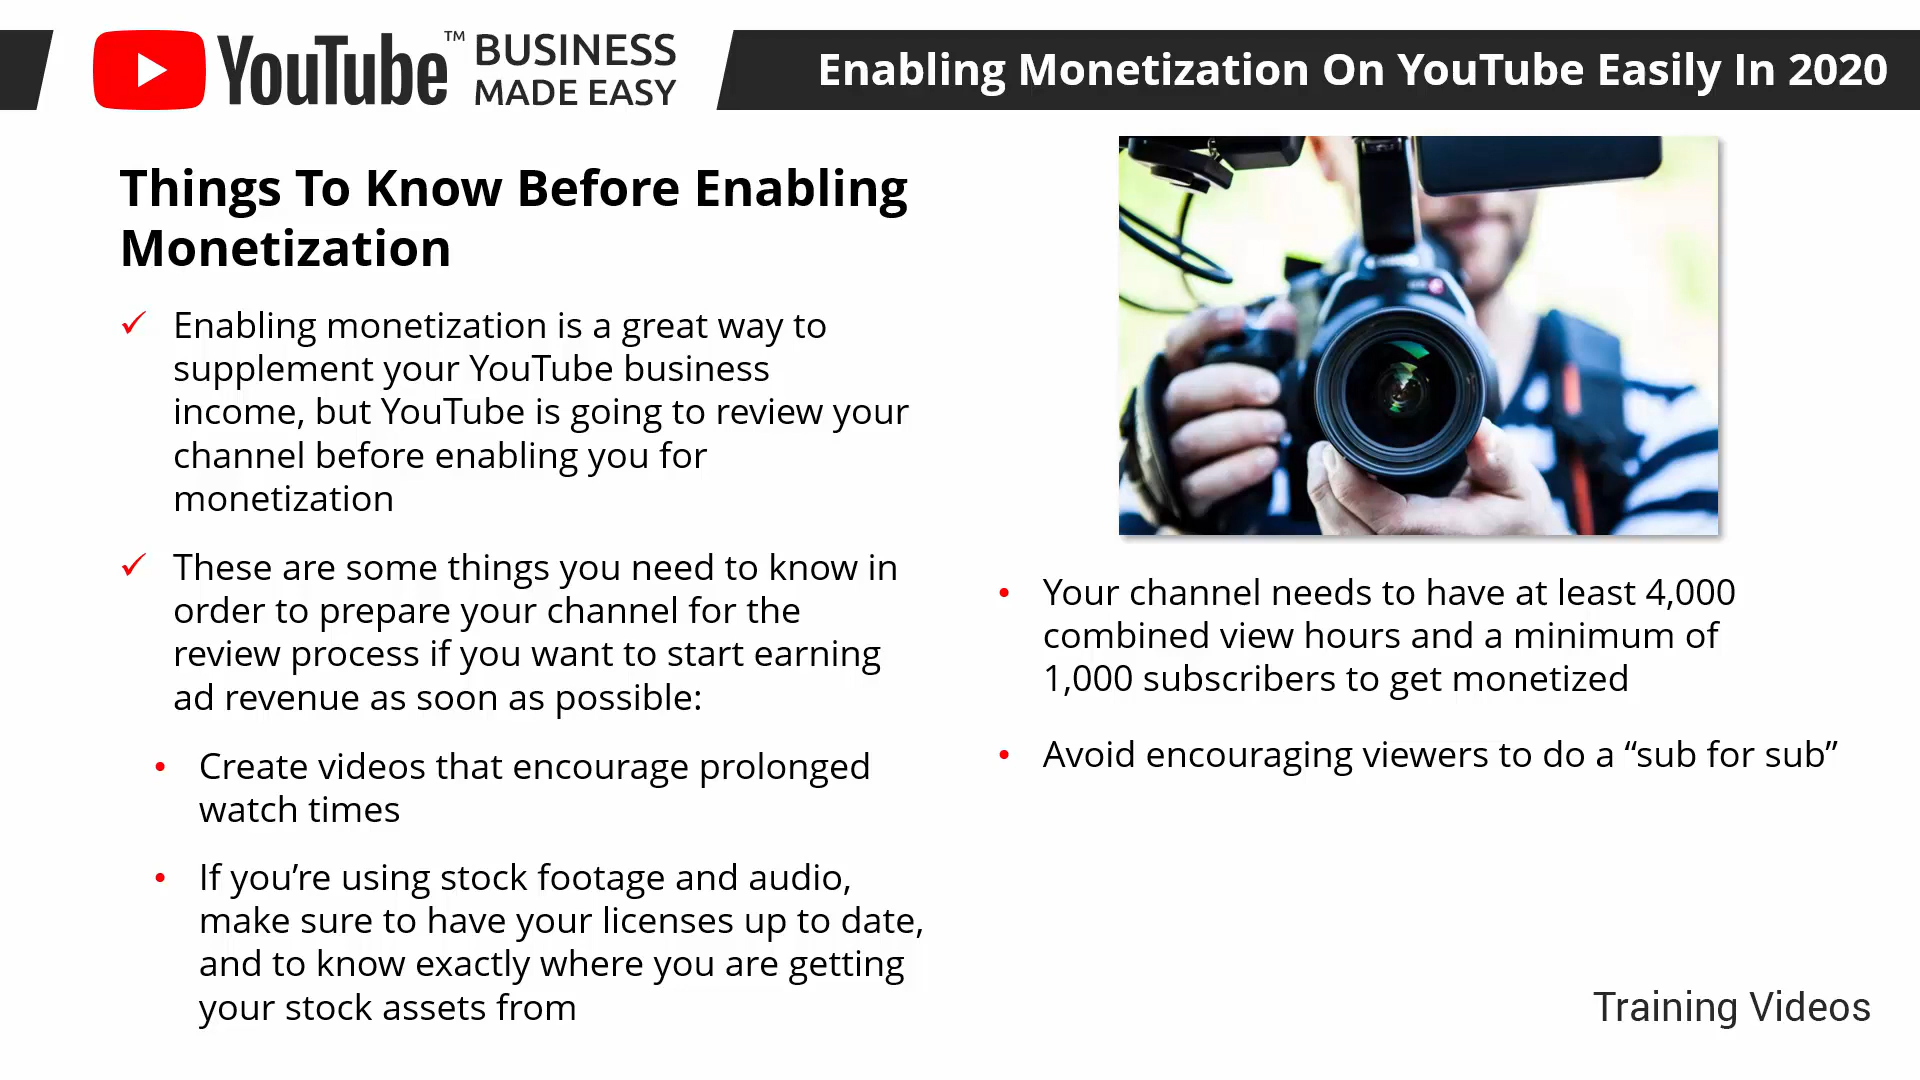 YouTube™ BUSINESS
MADE EASY
Enabling Monetization On YouTube Easily In 2020
Things To Know Before Enabling
Monetization
✓ Enabling monetization is a great way to
supplement your YouTube business
income, but YouTube is going to review your
channel before enabling you for
monetization
✓ These are some things you need to know in
order to prepare your channel for the
review process if you want to start earning
ad revenue as soon as possible:
• Create videos that encourage prolonged
watch times
• If you’re using stock footage and audio,
make sure to have your licenses up to date,
and to know exactly where you are getting
your stock assets from
• Your channel needs to have at least 4,000
combined view hours and a minimum of
1,000 subscribers to get monetized
• Avoid encouraging viewers to do a “sub for sub”
Training Videos